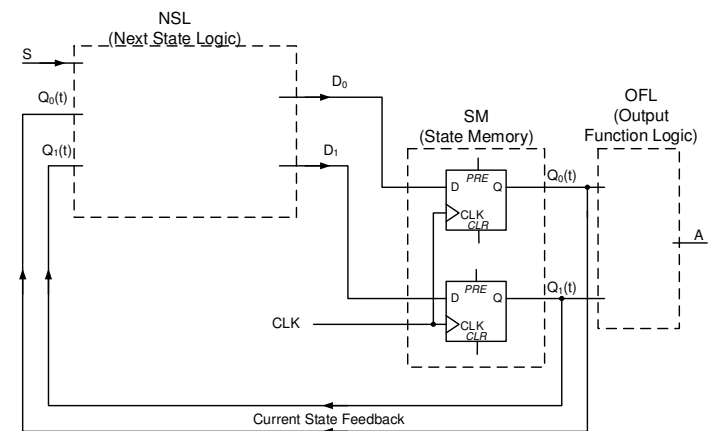 NSL
(Next State Logic)
S
Q₀(t)
Q₁(t)
D₀
D₁
SM
(State Memory)
OFL
(Output
Function Logic)
PRE
D
Q
CLK
CLR
Q₀(t)
A
PRE
D
Q
CLK
CLR
Q₁(t)
CLK
Current State Feedback